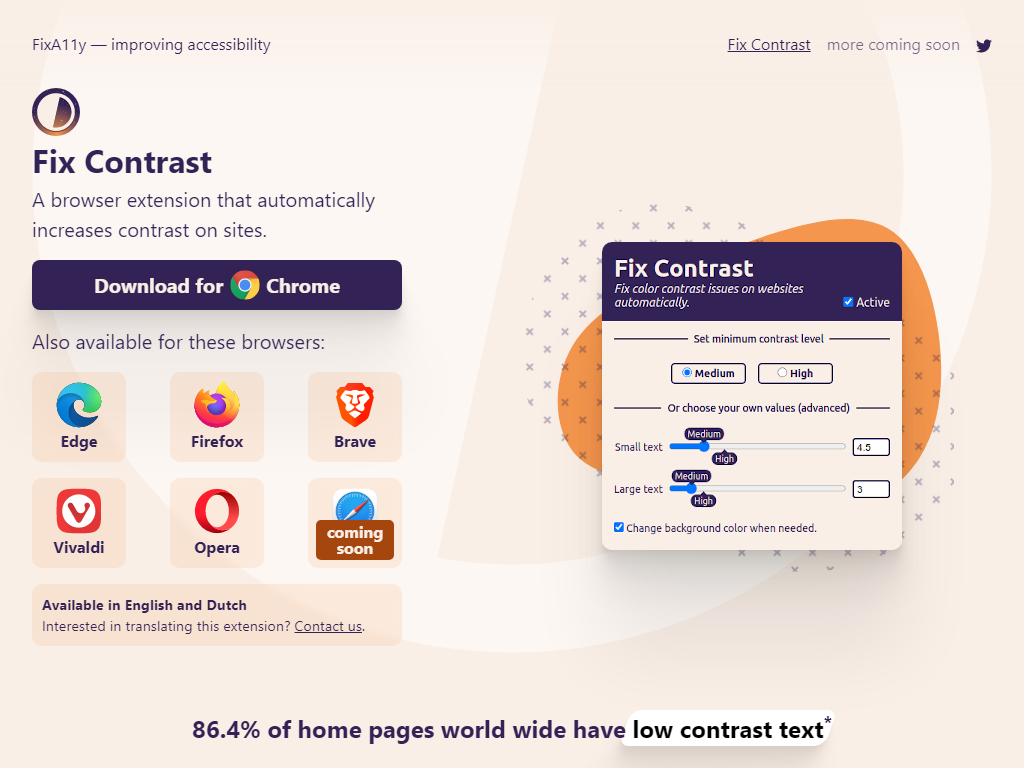 FixA11y — improving accessibility
Fix Contrast
more coming soon
Fix Contrast
A browser extension that automatically
increases contrast on sites.
Download for Chrome
Also available for these browsers:
Edge
Firefox
Brave
Vivaldi
Opera
coming
soon
Available in English and Dutch
Interested in translating this extension? Contact us.
Fix Contrast
Fix color contrast issues on websites
automatically.
Active
Set minimum contrast level
Medium
High
Or choose your own values (advanced)
Medium
Small text
4.5
High
Medium
Large text
3
High
Change background color when needed.
86.4% of home pages world wide have low contrast text*